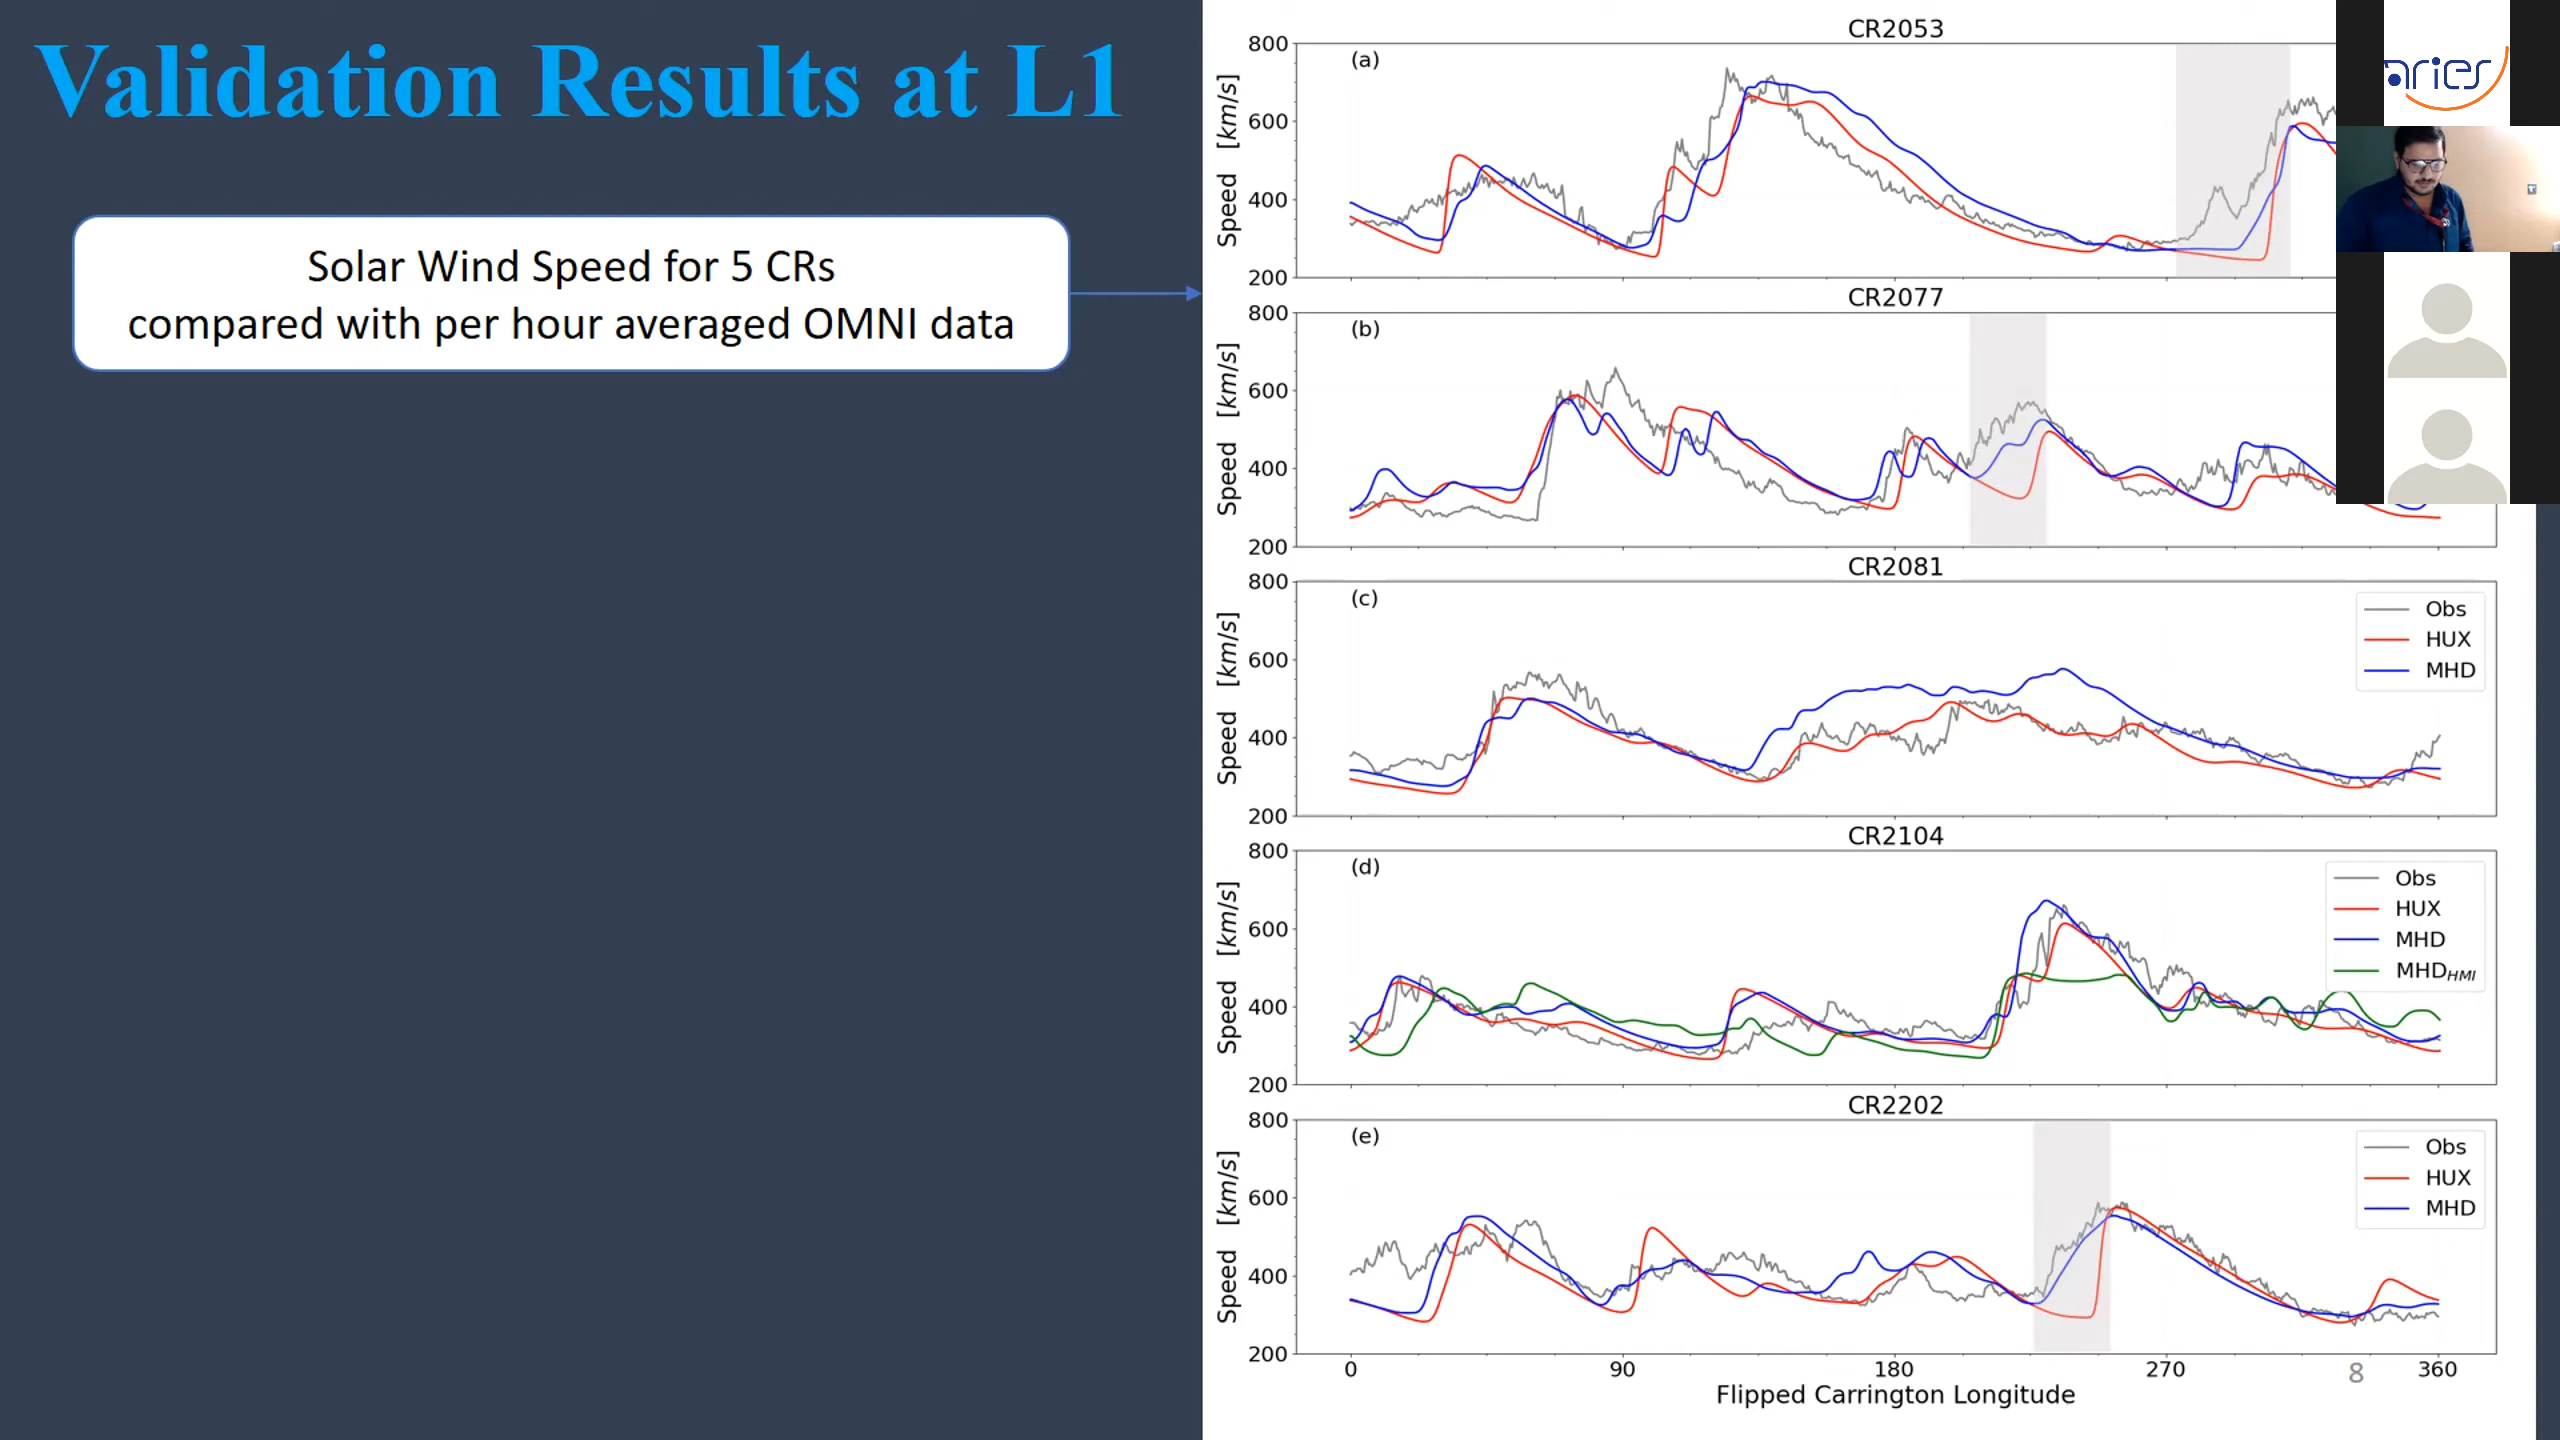 Validation Results at L1
Solar Wind Speed for 5 CRs
compared with per hour averaged OMNI data
CR2053
(a)
800
600
400
200
Speed [km/s]
CR2077
(b)
800
600
400
200
Speed [km/s]
CR2081
(c)
800
600
400
200
Speed [km/s]
Obs
HUX
MHD
CR2104
(d)
800
600
400
200
Speed [km/s]
Obs
HUX
MHD
MHD_HMI
CR2202
(e)
800
600
400
200
Speed [km/s]
Obs
HUX
MHD
0 90 180 270 360
Flipped Carrington Longitude
8
aries